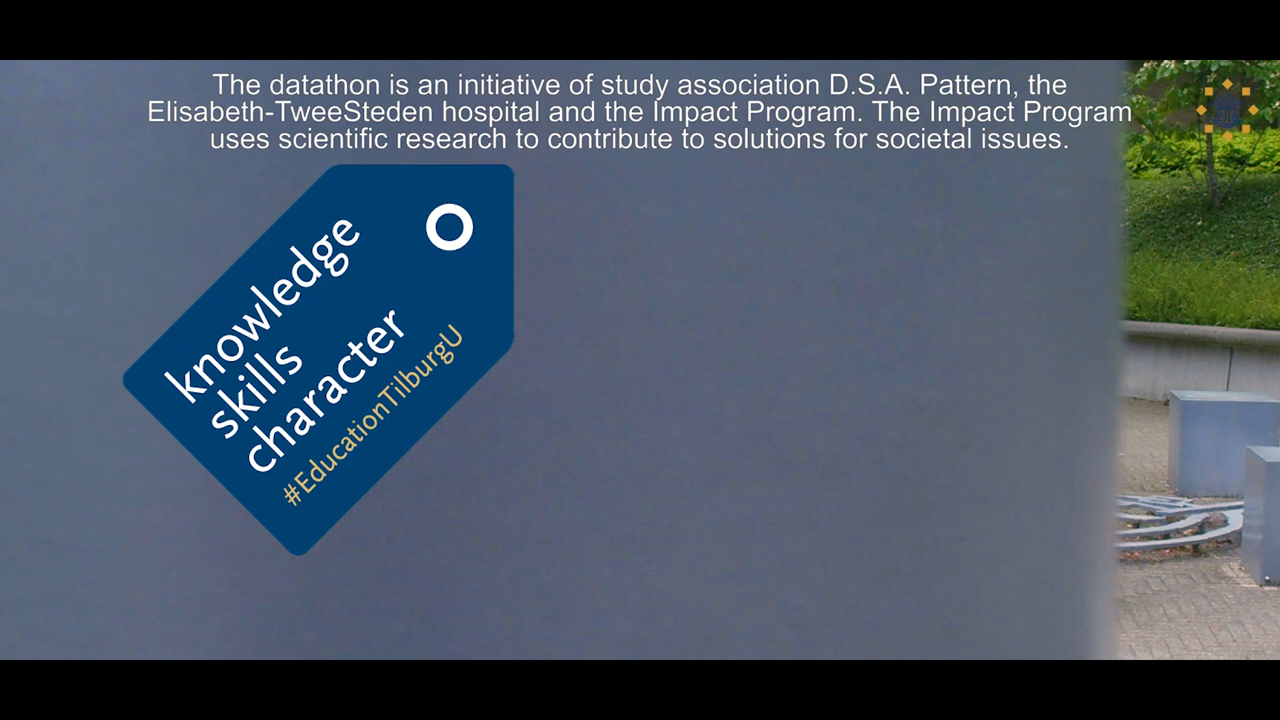 The datathon is an initiative of study association D.S.A. Pattern, the
Elisabeth-TweeSteden hospital and the Impact Program. The Impact Program
uses scientific research to contribute to solutions for societal issues.
knowledge
skills
character
#EducationTilburgU